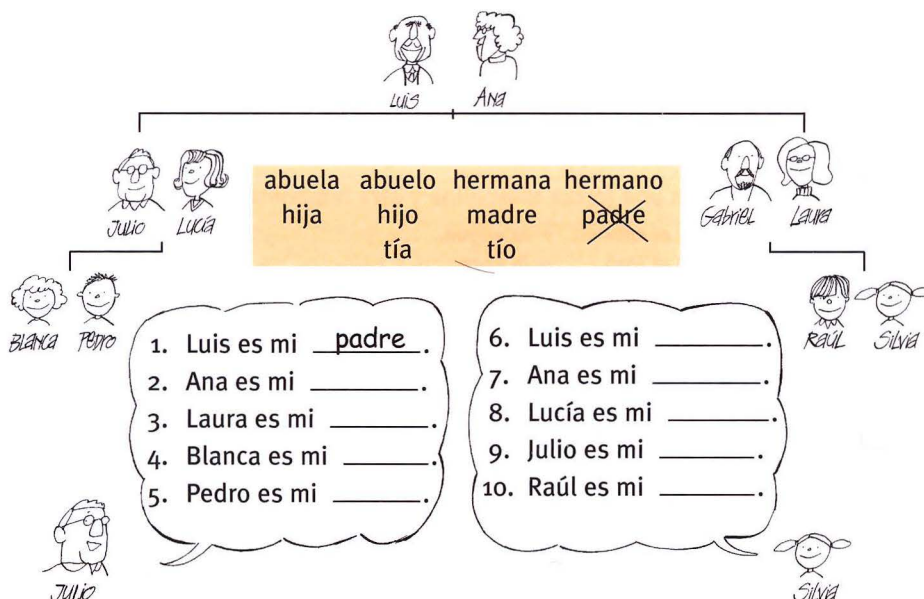 Luis Ana
Julio Lucía
Gabriel Laura
abuela abuelo hermana hermano
hija hijo madre padre
tía tío
Blanca Pedro
Raúl Silvia
1. Luis es mi padre.
2. Ana es mi ______.
3. Laura es mi ______.
4. Blanca es mi ______.
5. Pedro es mi ______.
6. Luis es mi ______.
7. Ana es mi ______.
8. Lucía es mi ______.
9. Julio es mi ______.
10. Raúl es mi ______.
Julio
Silvia